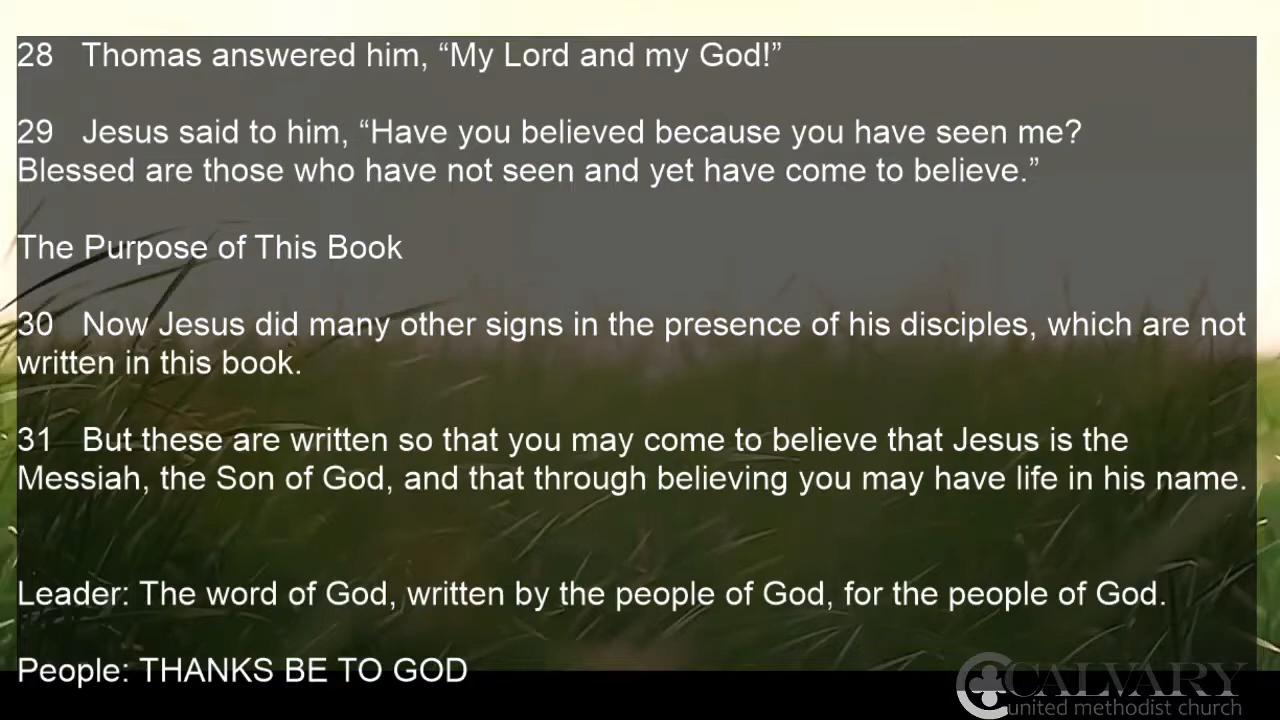 28 Thomas answered him, “My Lord and my God!”
29 Jesus said to him, “Have you believed because you have seen me?
Blessed are those who have not seen and yet have come to believe.”
The Purpose of This Book
30 Now Jesus did many other signs in the presence of his disciples, which are not
written in this book.
31 But these are written so that you may come to believe that Jesus is the
Messiah, the Son of God, and that through believing you may have life in his name.
Leader: The word of God, written by the people of God, for the people of God.
People: THANKS BE TO GOD
CALVARY
united methodist church